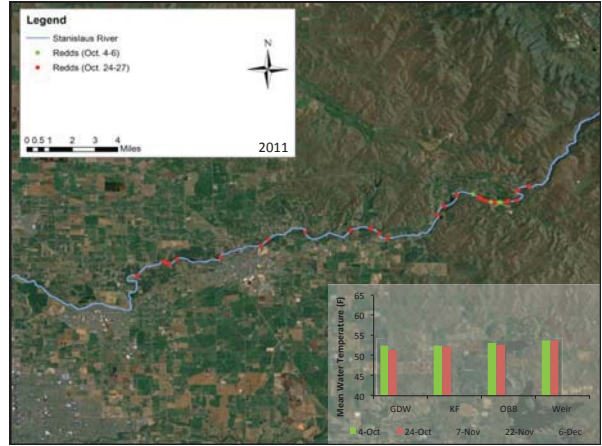 Legend
Stanislaus River
Redds (Oct. 4-6)
Redds (Oct. 24-27)
N
0 0.5 1 2 3 4
Miles
2011
Mean Water Temperature (F)
65
60
55
50
45
40
GDW KF OBB Weir
4-Oct 24-Oct 7-Nov 22-Nov 6-Dec